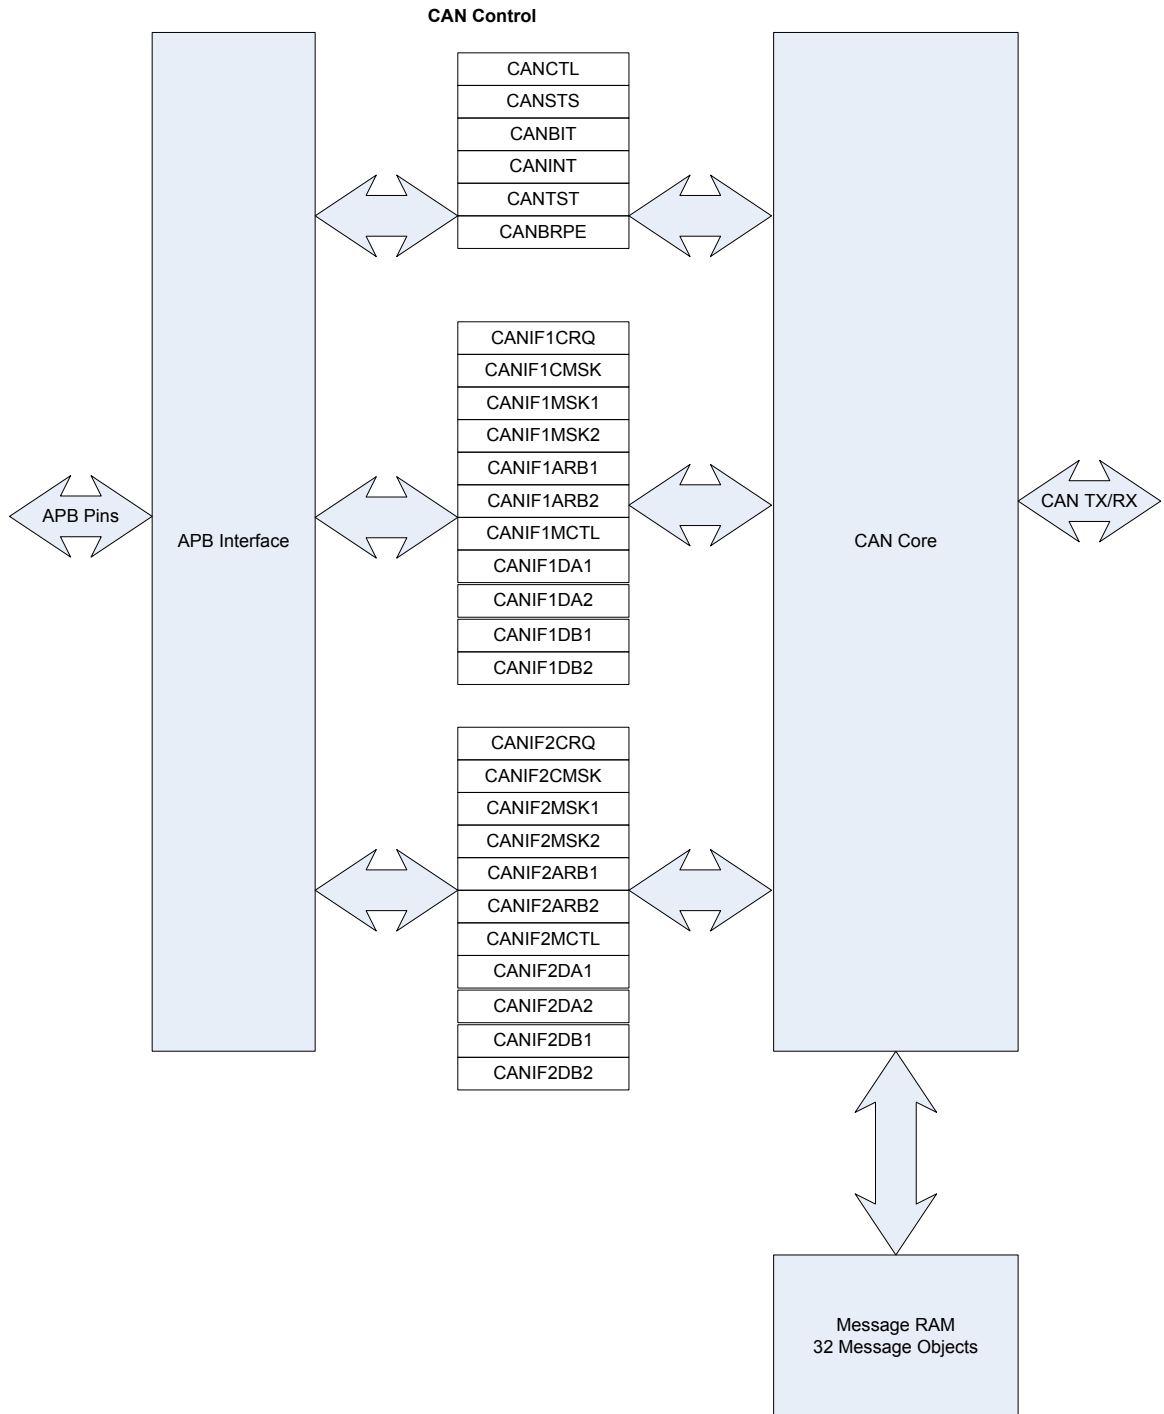 CAN Control
CANCTL
CANSTS
CANBIT
CANINT
CANTST
CANBRPE
CANIF1CRQ
CANIF1CMSK
CANIF1MSK1
CANIF1MSK2
CANIF1ARB1
CANIF1ARB2
CANIF1MCTL
CANIF1DA1
CANIF1DA2
CANIF1DB1
CANIF1DB2
APB Pins
APB Interface
CAN Core
CAN TX/RX
CANIF2CRQ
CANIF2CMSK
CANIF2MSK1
CANIF2MSK2
CANIF2ARB1
CANIF2ARB2
CANIF2MCTL
CANIF2DA1
CANIF2DA2
CANIF2DB1
CANIF2DB2
Message RAM
32 Message Objects